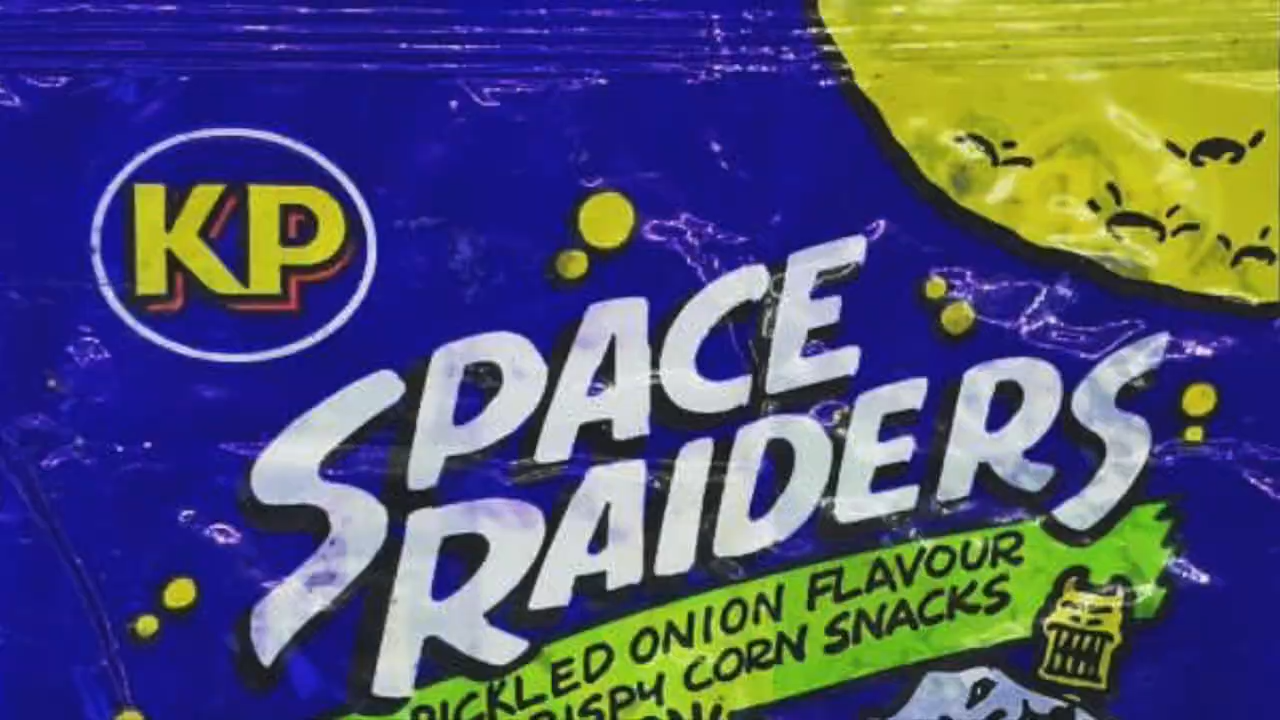 KP
SPACE
RAIDERS
PICKLED ONION FLAVOUR
CRISPY CORN SNACKS